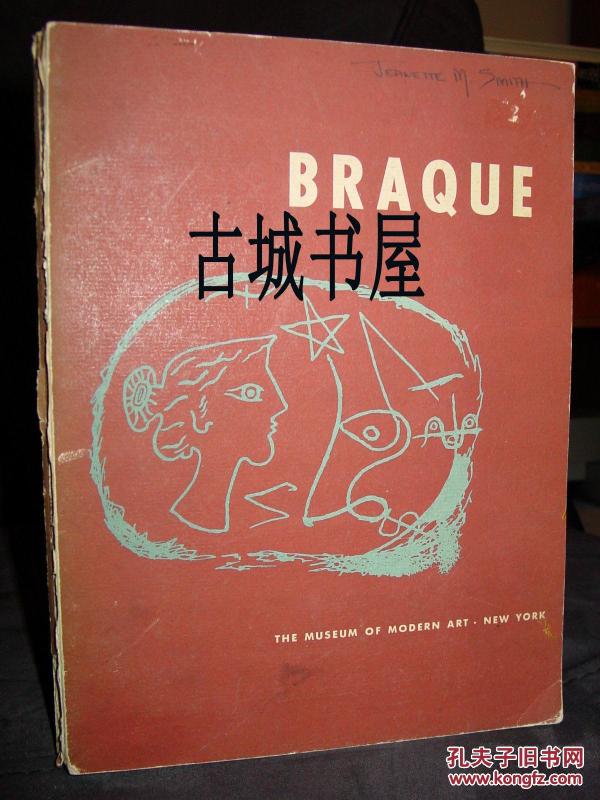 JEANETTE M. SMITH
BRAQUE
古城书屋
THE MUSEUM OF MODERN ART · NEW YORK
孔夫子旧书网
www.kongfz.com